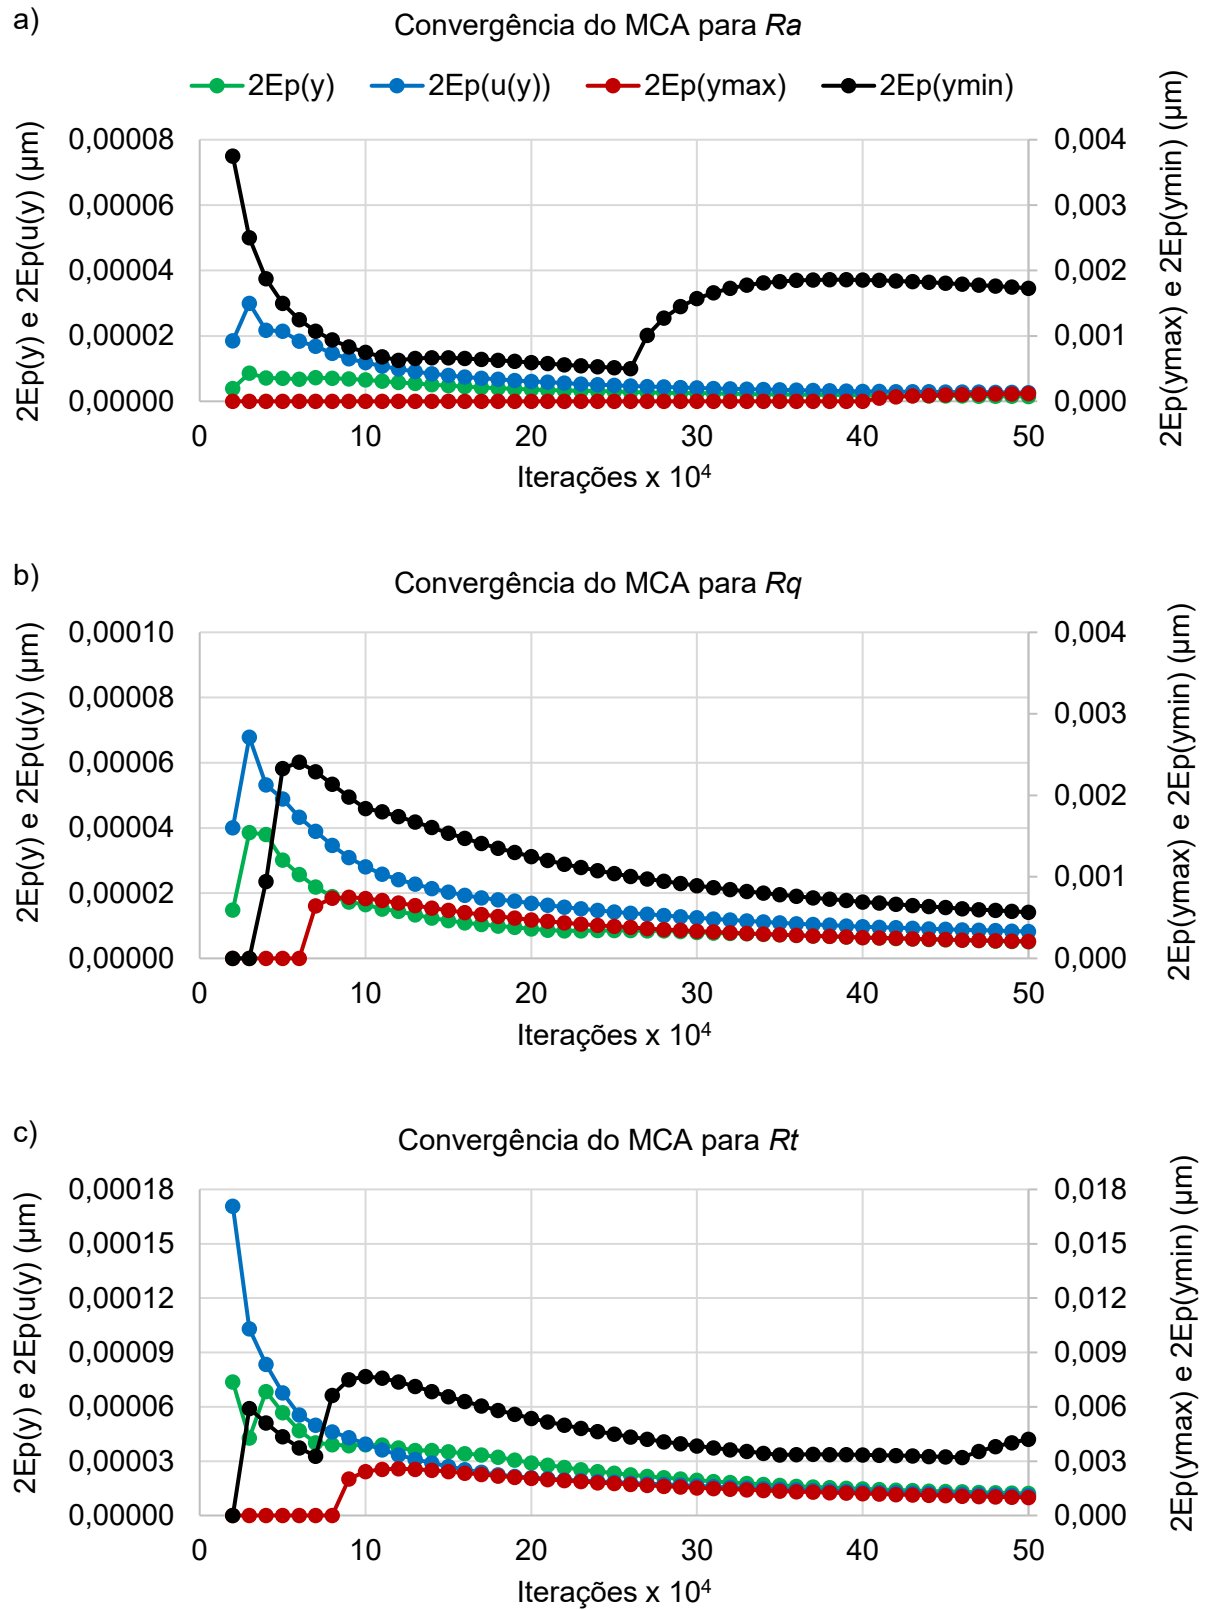 a)
Convergência do MCA para Ra
2Ep(y) 2Ep(u(y)) 2Ep(ymax) 2Ep(ymin)
2Ep(y) e 2Ep(u(y) (µm)
0,00008
0,00006
0,00004
0,00002
0,00000
0,004
0,003
0,002
0,001
0,000
2Ep(ymax) e 2Ep(ymin) (µm)
0 10 20 30 40 50
Iterações x 10⁴
b)
Convergência do MCA para Rq
2Ep(y) e 2Ep(u(y) (µm)
0,00010
0,00008
0,00006
0,00004
0,00002
0,00000
0,004
0,003
0,002
0,001
0,000
2Ep(ymax) e 2Ep(ymin) (µm)
0 10 20 30 40 50
Iterações x 10⁴
c)
Convergência do MCA para Rt
2Ep(y) e 2Ep(u(y) (µm)
0,00018
0,00015
0,00012
0,00009
0,00006
0,00003
0,00000
0,018
0,015
0,012
0,009
0,006
0,003
0,000
2Ep(ymax) e 2Ep(ymin) (µm)
0 10 20 30 40 50
Iterações x 10⁴